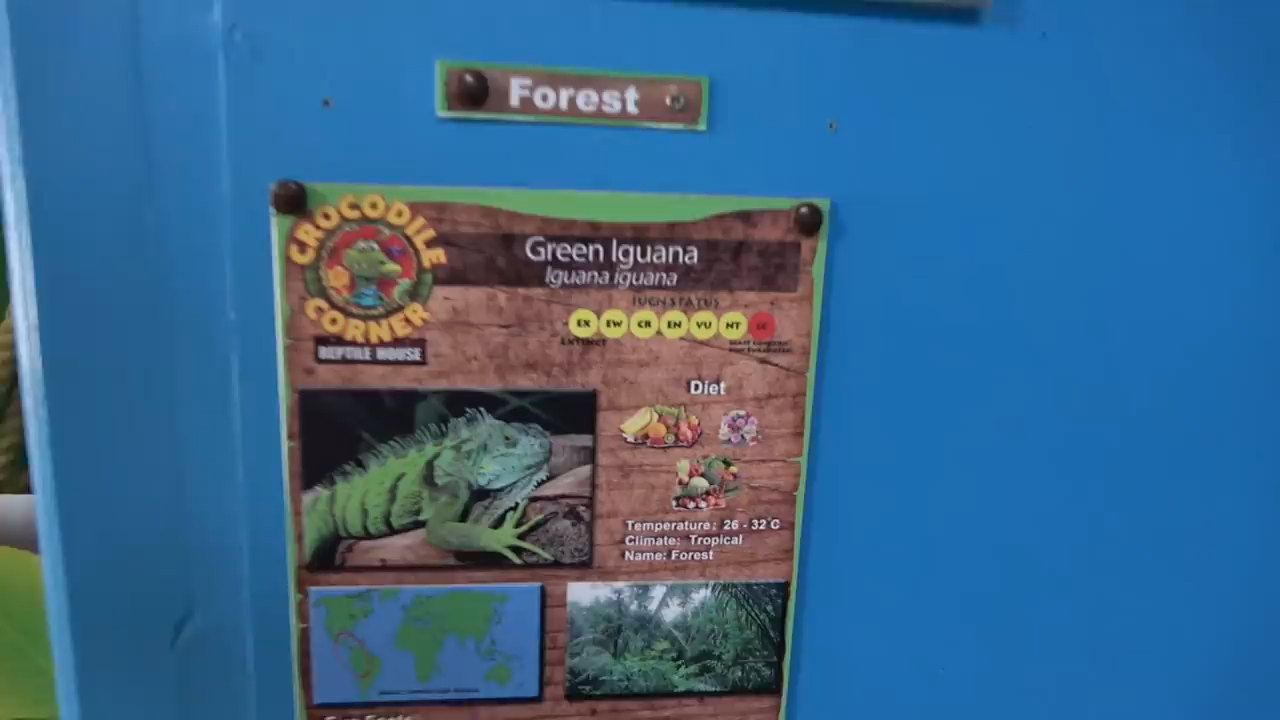 Forest
CROCODILE
CORNER
REPTILE HOUSE
Green Iguana
Iguana iguana
IUCN STATUS
EX EW CR EN VU NT LC
EXTINCT
Diet
Temperature: 26 - 32°C
Climate: Tropical
Name: Forest